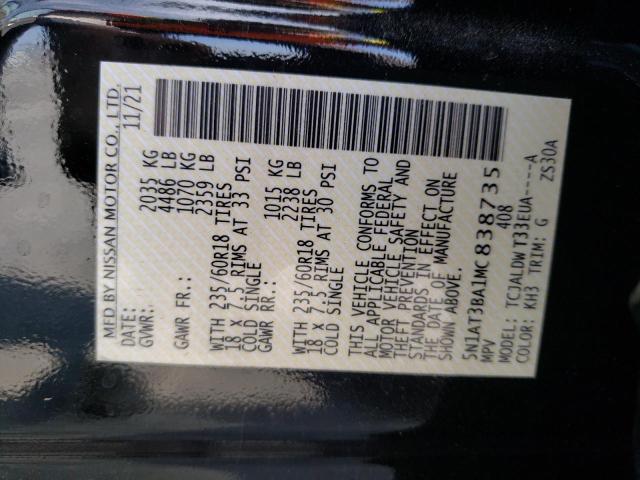 MFD BY NISSAN MOTOR CO., LTD.
DATE: 11/21
GVWR: 2035 KG
4486 LB
GAWR FR.: 1070 KG
2359 LB
WITH 235/60R18 TIRES
18 X 7.5 RIMS AT 33 PSI
COLD SINGLE
GAWR RR.: 1015 KG
2238 LB
WITH 235/60R18 TIRES
18 X 7.5 RIMS AT 30 PSI
COLD SINGLE
THIS VEHICLE CONFORMS TO
ALL APPLICABLE FEDERAL
MOTOR VEHICLE SAFETY AND
THEFT PREVENTION
STANDARDS IN EFFECT ON
THE DATE OF MANUFACTURE
SHOWN ABOVE.
5N1AT3BA1MC838735
MPV 408
MODEL: TCJALDWT33EUA-----A
COLOR: KH3 TRIM: G ZS30A